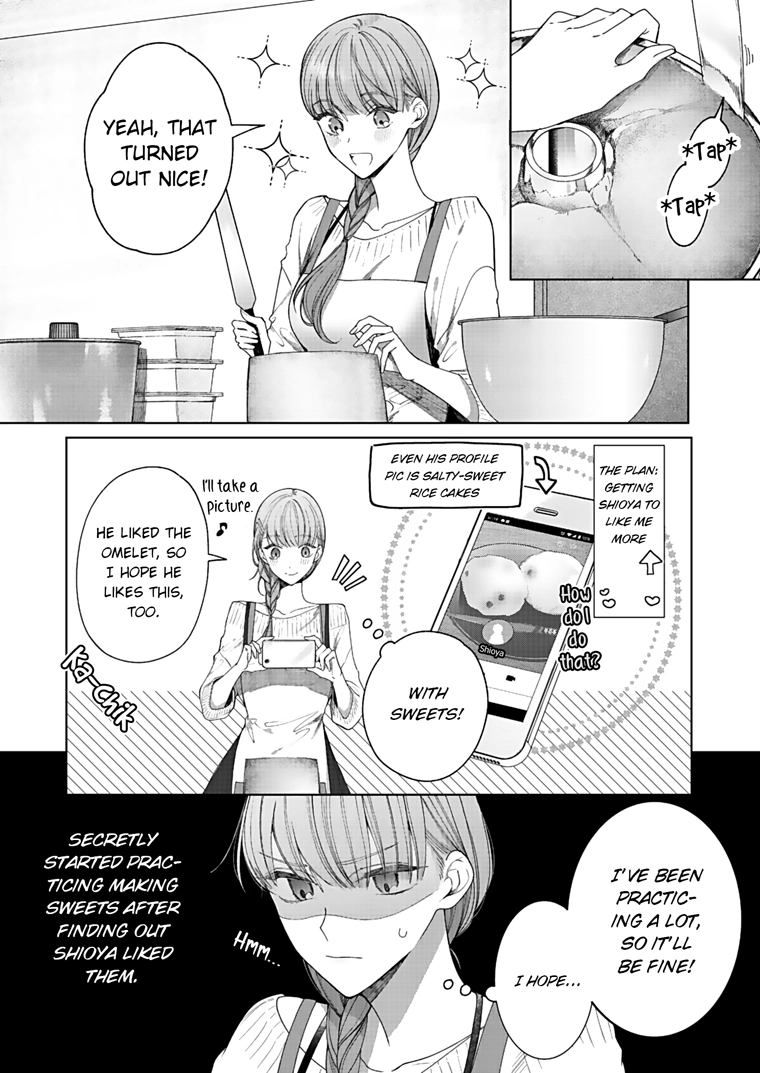 *Tap*
*Tap*
YEAH, THAT
TURNED
OUT NICE!
THE PLAN:
GETTING
SHIOYA TO
LIKE ME
MORE
EVEN HIS PROFILE
PIC IS SALTY-SWEET
RICE CAKES
Shioya
How
do I
do
that?
WITH
SWEETS!
I'll take a
picture.
♪
HE LIKED THE
OMELET, SO
I HOPE HE
LIKES THIS,
TOO.
Ka-chik
I'VE BEEN
PRACTIC-
ING A LOT,
SO IT'LL
BE FINE!
I HOPE...
Hmm...
SECRETLY
STARTED PRAC-
TICING MAKING
SWEETS AFTER
FINDING OUT
SHIOYA LIKED
THEM.